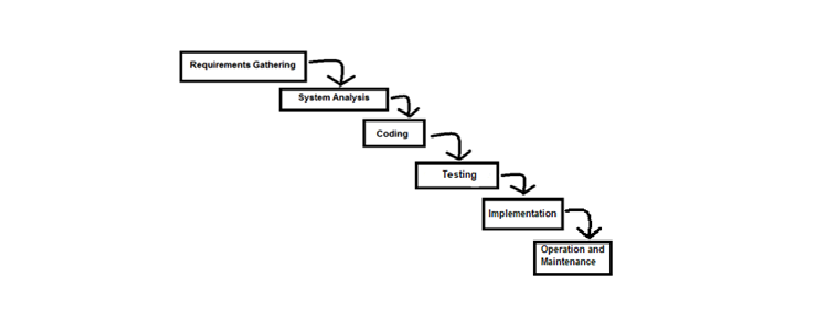 Requirements Gathering
System Analysis
Coding
Testing
Implementation
Operation and
Maintenance